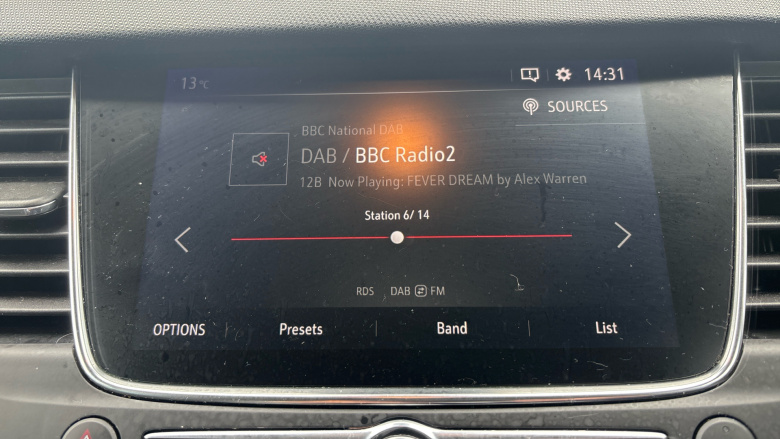 13°C
14:31
SOURCES
BBC National DAB
DAB / BBC Radio2
12B Now Playing: FEVER DREAM by Alex Warren
Station 6/ 14
RDS DAB FM
OPTIONS Presets Band List